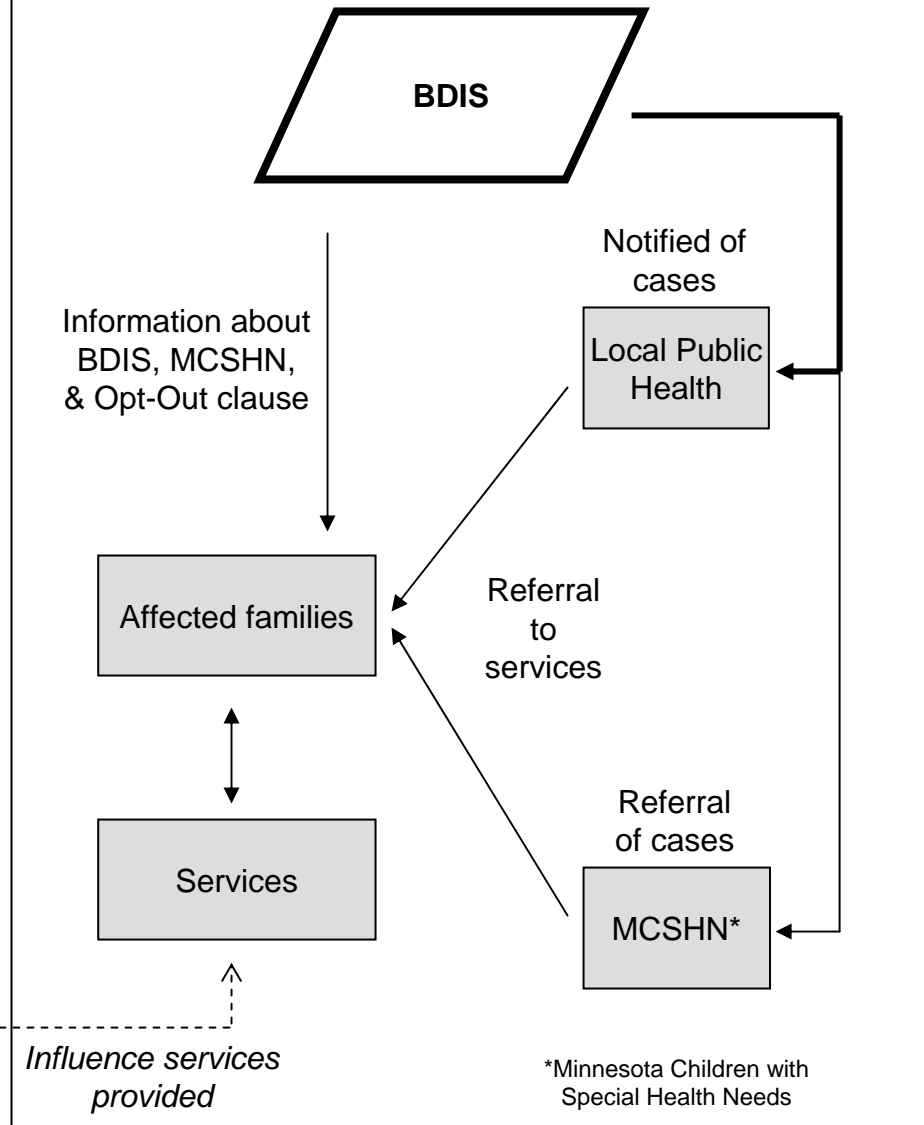 BDIS
Notified of
cases
Information about
BDIS, MCSHN,
& Opt-Out clause
Local Public
Health
Affected families
Referral
to
services
Referral
of cases
Services
MCSHN*
Influence services
provided
*Minnesota Children with
Special Health Needs